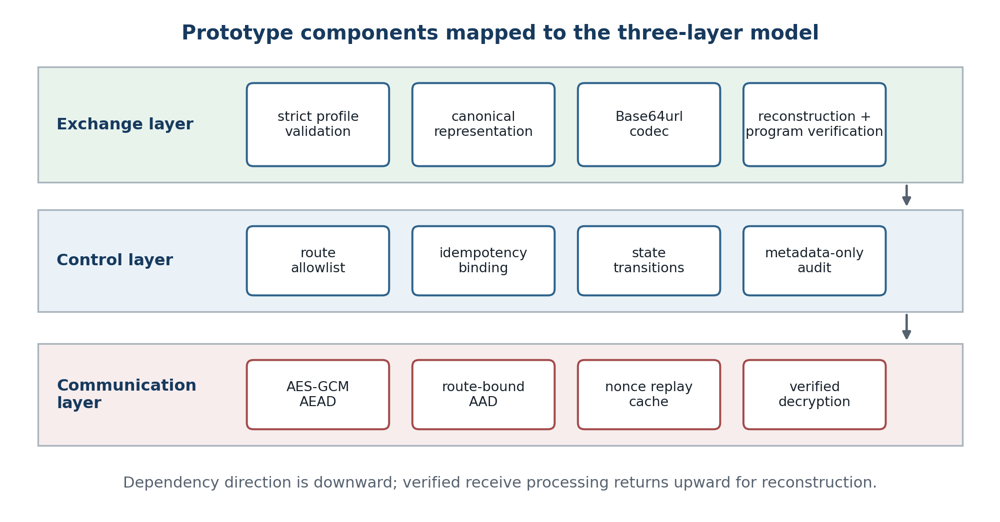 Prototype components mapped to the three-layer model
Exchange layer
strict profile
validation
canonical
representation
Base64url
codec
reconstruction +
program verification
Control layer
route
allowlist
idempotency
binding
state
transitions
metadata-only
audit
Communication
layer
AES-GCM
AEAD
route-bound
AAD
nonce replay
cache
verified
decryption
Dependency direction is downward; verified receive processing returns upward for reconstruction.